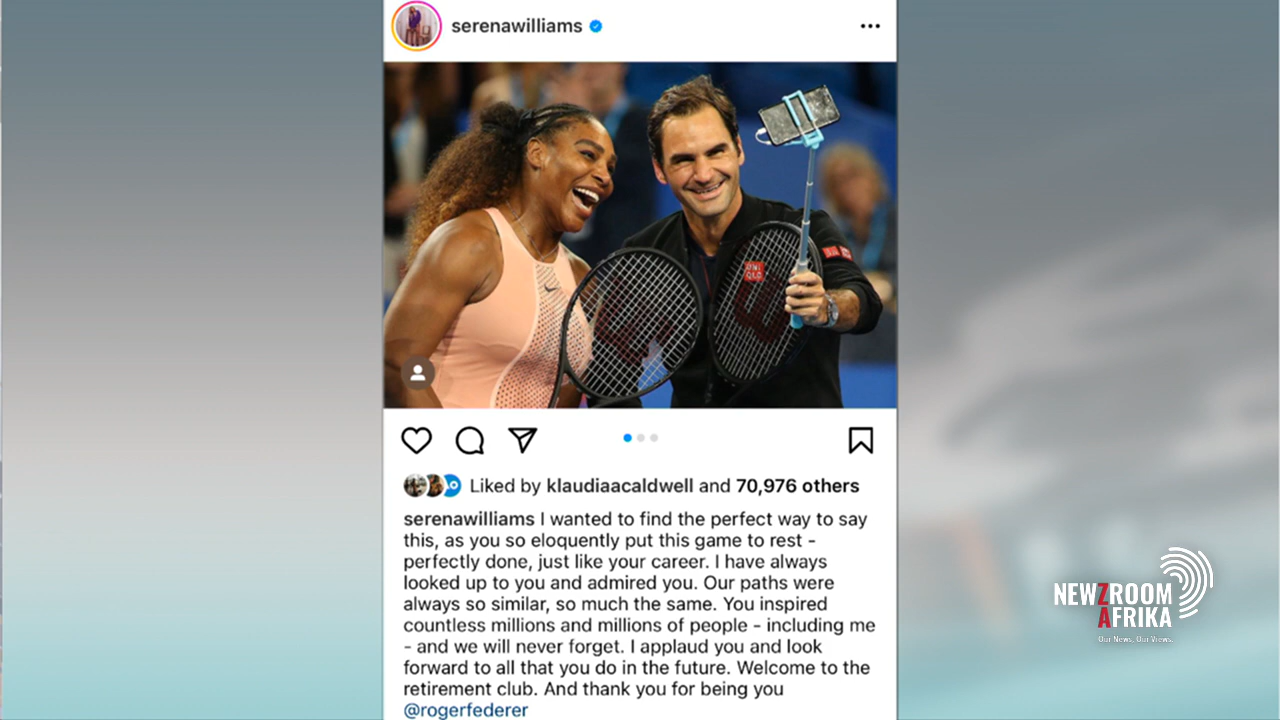 serenawilliams
UNI
QLO
Liked by klaudiaacaldwell and 70,976 others
serenawilliams I wanted to find the perfect way to say
this, as you so eloquently put this game to rest -
perfectly done, just like your career. I have always
looked up to you and admired you. Our paths were
always so similar, so much the same. You inspired
countless millions and millions of people - including me
- and we will never forget. I applaud you and look
forward to all that you do in the future. Welcome to the
retirement club. And thank you for being you
@rogerfederer
NEWZROOM
AFRIKA
Our News. Our Views.